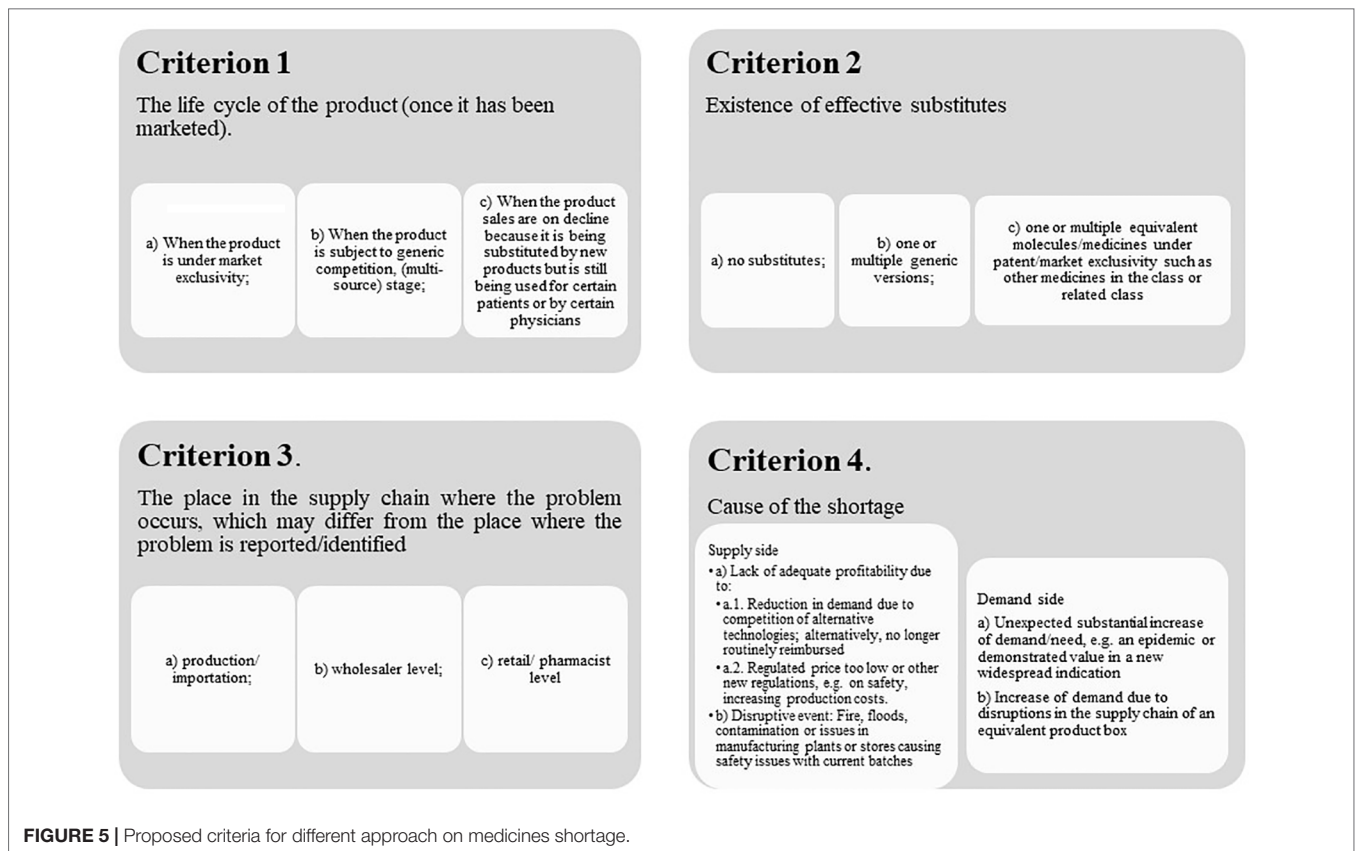 Criterion 1
The life cycle of the product (once it has been
marketed).
a) When the product
is under market
exclusivity;
b) When the product
is subject to generic
competition, (multi-
source) stage;
c) When the product
sales are on decline
because it is being
substituted by new
products but is still
being used for certain
patients or by certain
physicians
Criterion 2
Existence of effective substitutes
a) no substitutes;
b) one or
multiple generic
versions;
c) one or multiple equivalent
molecules/medicines under
patent/market exclusivity such as
other medicines in the class or
related class
Criterion 3.
The place in the supply chain where the problem
occurs, which may differ from the place where the
problem is reported/identified
a) production/
importation;
b) wholesaler level;
c) retail/ pharmacist
level
Criterion 4.
Cause of the shortage
Supply side
•a) Lack of adequate profitability due
to:
•a.1. Reduction in demand due to
competition of alternative
technologies; alternatively, no longer
routinely reimbursed
•a.2. Regulated price too low or other
new regulations, e.g. on safety,
increasing production costs.
•b) Disruptive event: Fire, floods,
contamination or issues in
manufacturing plants or stores causing
safety issues with current batches
Demand side
a) Unexpected substantial increase
of demand/need, e.g. an epidemic or
demonstrated value in a new
widespread indication
b) Increase of demand due to
disruptions in the supply chain of an
equivalent product box
FIGURE 5 | Proposed criteria for different approach on medicines shortage.